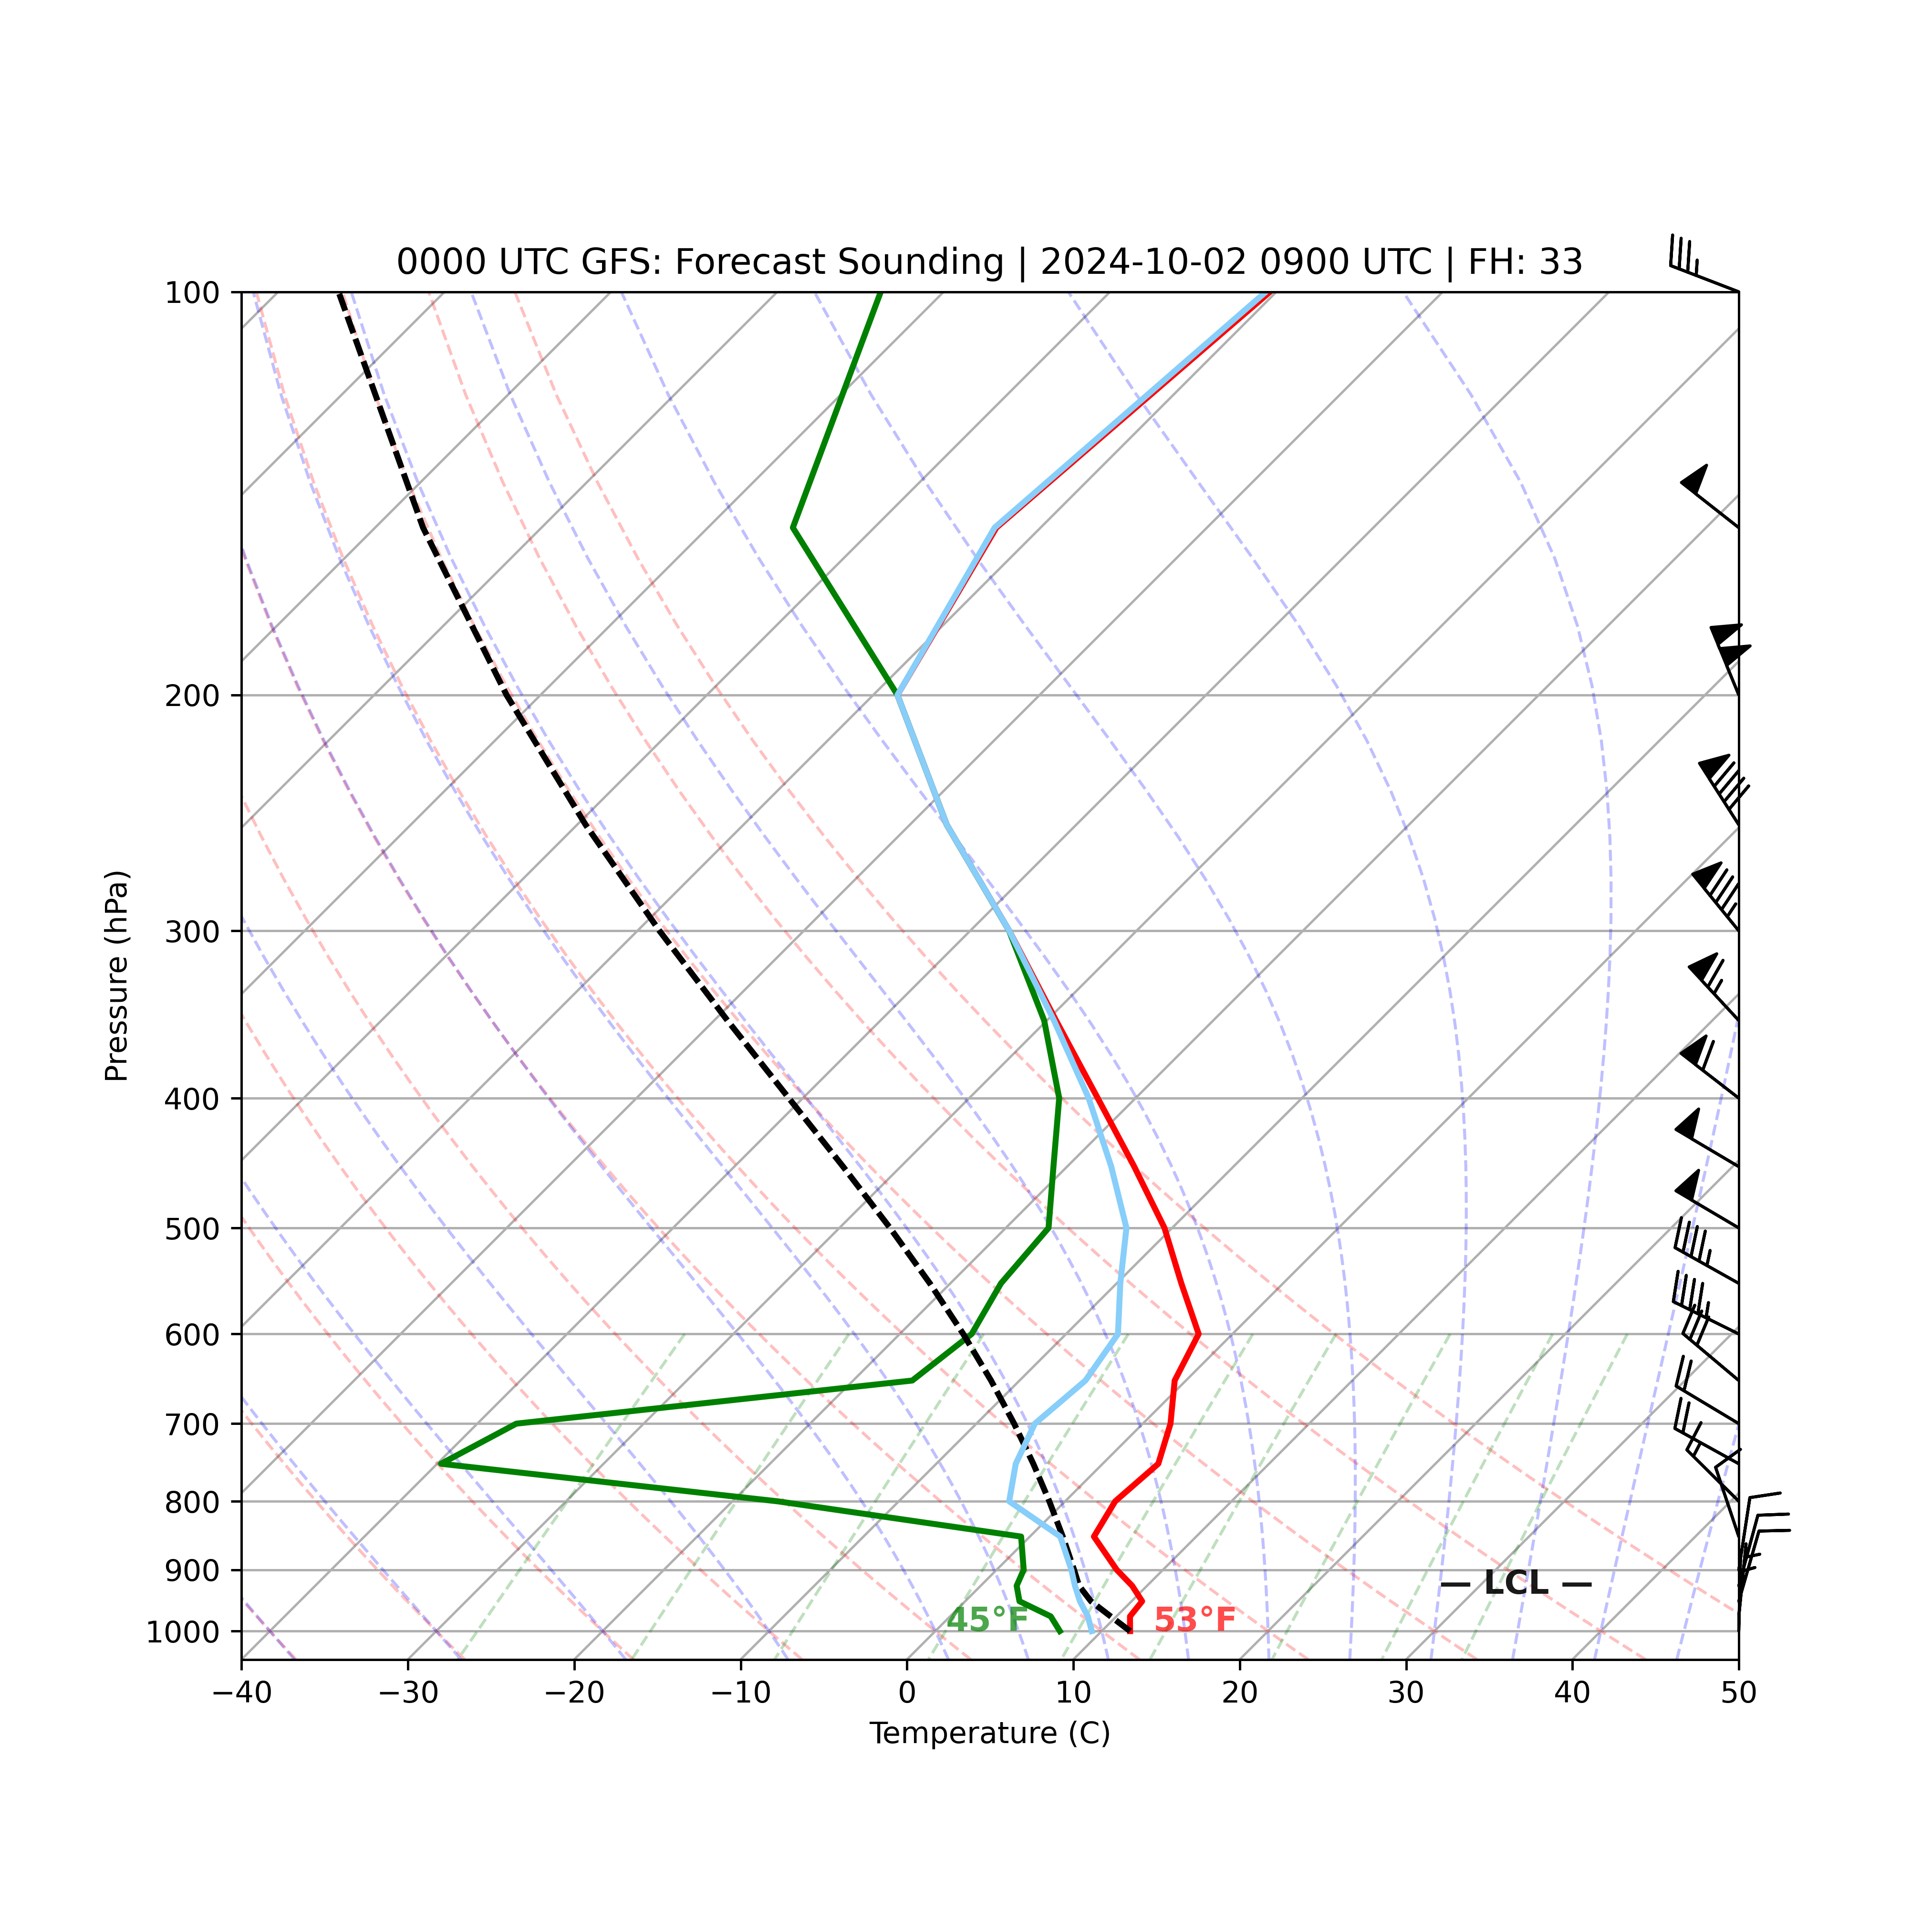 0000 UTC GFS: Forecast Sounding | 2024-10-02 0900 UTC | FH: 33
100
200
300
400
500
600
700
800
900
1000
Pressure (hPa)
— LCL —
45°F
53°F
−40 −30 −20 −10 0 10 20 30 40 50
Temperature (C)